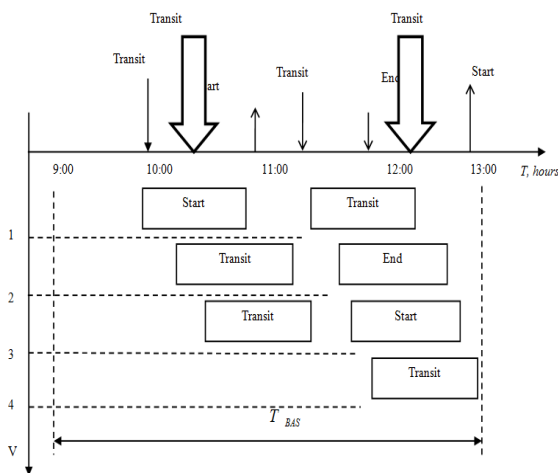 Transit Transit
Transit art Transit End Start
9:00 10:00 11:00 12:00 13:00 T, hours
Start Transit
1
Transit End
2
Transit Start
3
Transit
4
T BAS
V